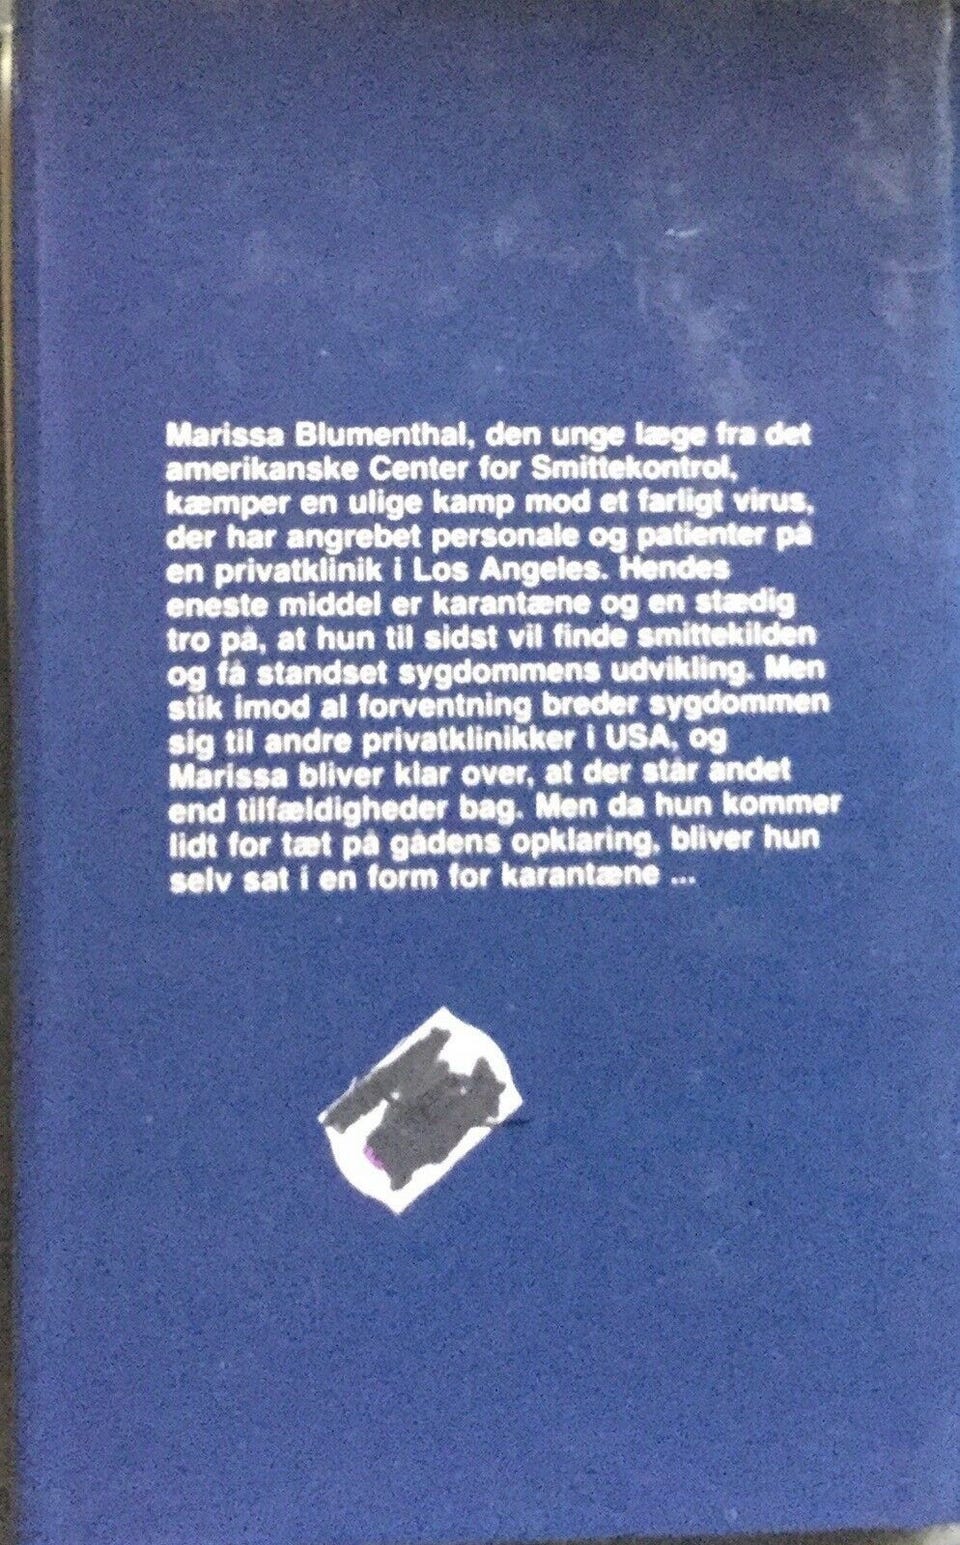 Marissa Blumenthal, den unge læge fra det
amerikanske Center for Smittekontrol,
kæmper en ulige kamp mod et farligt virus,
der har angrebet personale og patienter på
en privatklinik i Los Angeles. Hendes
eneste middel er karantæne og en stædig
tro på, at hun til sidst vil finde smittekilden
og få standset sygdommens udvikling. Men
stik imod al forventning breder sygdommen
sig til andre privatklinikker i USA, og
Marissa bliver klar over, at der står andet
end tilfældigheder bag. Men da hun kommer
lidt for tæt på gådens opklaring, bliver hun
selv sat i en form for karantæne ...